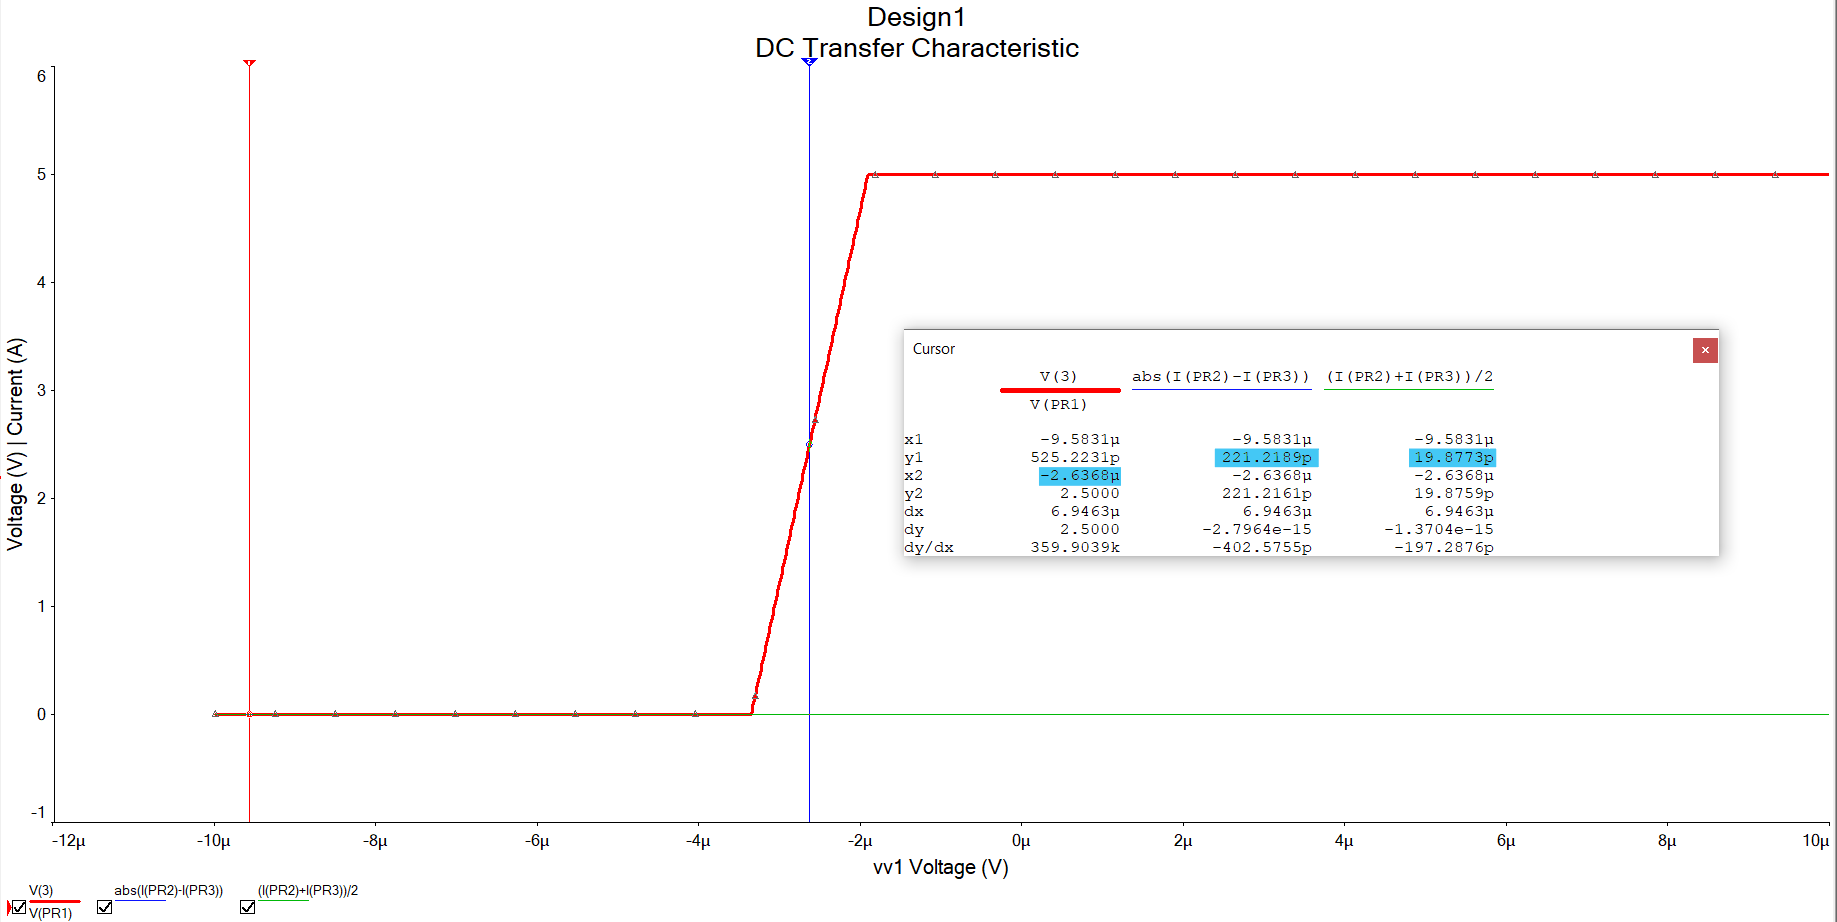 Design1
DC Transfer Characteristic
1
2
6
5
4
3
2
1
0
-1
Voltage (V) | Current (A)
-12µ -10µ -8µ -6µ -4µ -2µ 0µ 2µ 4µ 6µ 8µ 10µ
vv1 Voltage (V)
Cursor
V(3) abs(I(PR2)-I(PR3)) (I(PR2)+I(PR3))/2
V(PR1)
x1 -9.5831µ -9.5831µ -9.5831µ
y1 525.2231p 221.2189p 19.8773p
x2 -2.6368µ -2.6368µ -2.6368µ
y2 2.5000 221.2161p 19.8759p
dx 6.9463µ 6.9463µ 6.9463µ
dy 2.5000 -2.7964e-15 -1.3704e-15
dy/dx 359.9039k -402.5755p -197.2876p
V(3) abs(I(PR2)-I(PR3)) (I(PR2)+I(PR3))/2
V(PR1)